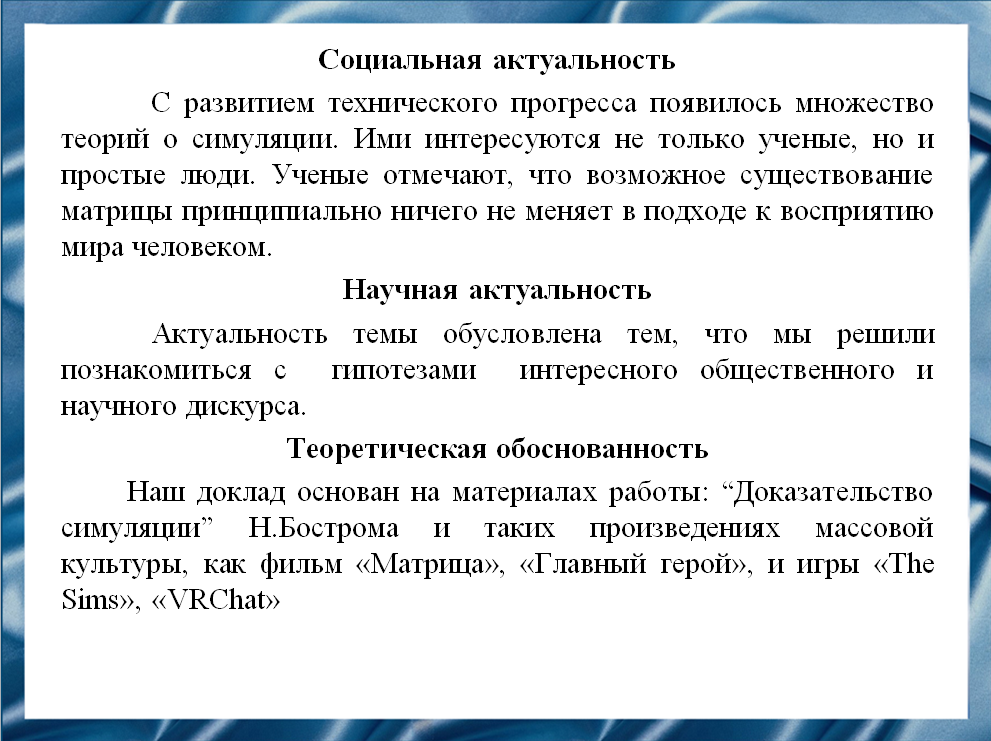 Социальная актуальность
С развитием технического прогресса появилось множество
теорий о симуляции. Ими интересуются не только ученые, но и
простые люди. Ученые отмечают, что возможное существование
матрицы принципиально ничего не меняет в подходе к восприятию
мира человеком.
Научная актуальность
Актуальность темы обусловлена тем, что мы решили
познакомиться с гипотезами интересного общественного и
научного дискурса.
Теоретическая обоснованность
Наш доклад основан на материалах работы: “Доказательство
симуляции” Н.Бострома и таких произведениях массовой
культуры, как фильм «Матрица», «Главный герой», и игры «The
Sims», «VRChat»